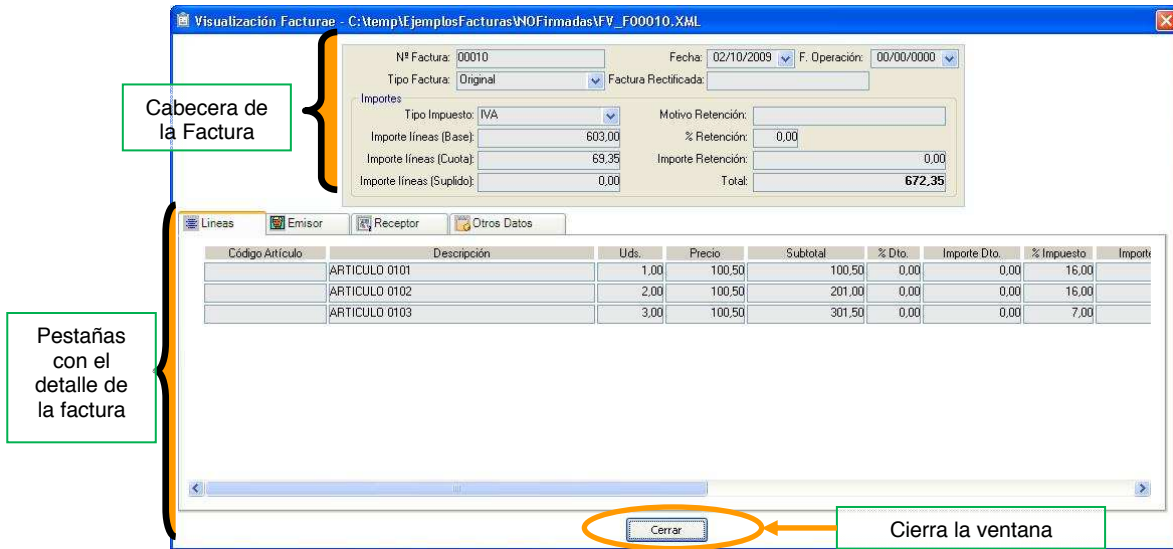 Visualización Facturae - C:\temp\EjemplosFacturas\NOFirmadas\FV_F00010.XML
Nº Factura: 00010 Fecha: 02/10/2009 F. Operación: 00/00/0000
Tipo Factura: Original Factura Rectificada:
Importes
Tipo Impuesto: IVA Motivo Retención:
Importe líneas (Base): 603,00 % Retención: 0,00
Importe líneas (Cuota): 69,35 Importe Retención: 0,00
Importe líneas (Suplido): 0,00 Total: 672,35
Cabecera de
la Factura
Lineas Emisor Receptor Otros Datos
Código Artículo Descripción Uds. Precio Subtotal % Dto. Importe Dto. % Impuesto Importe
ARTICULO 0101 1,00 100,50 100,50 0,00 0,00 16,00
ARTICULO 0102 2,00 100,50 201,00 0,00 0,00 16,00
ARTICULO 0103 3,00 100,50 301,50 0,00 0,00 7,00
Pestañas
con el
detalle de
la factura
Cerrar
Cierra la ventana